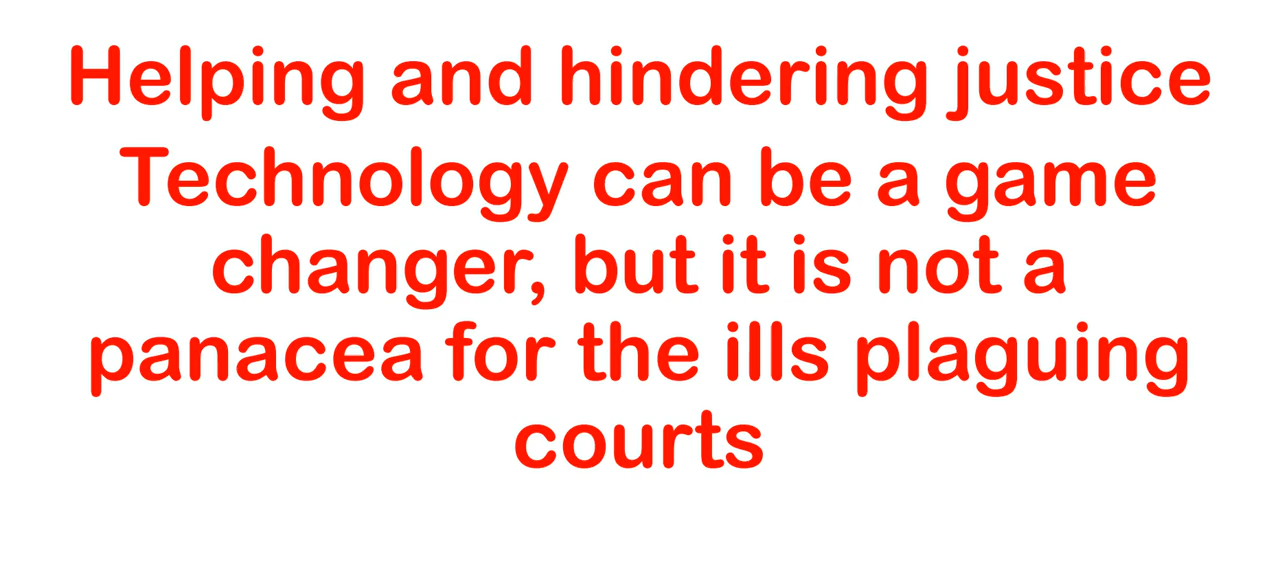 Helping and hindering justice
Technology can be a game
changer, but it is not a
panacea for the ills plaguing
courts